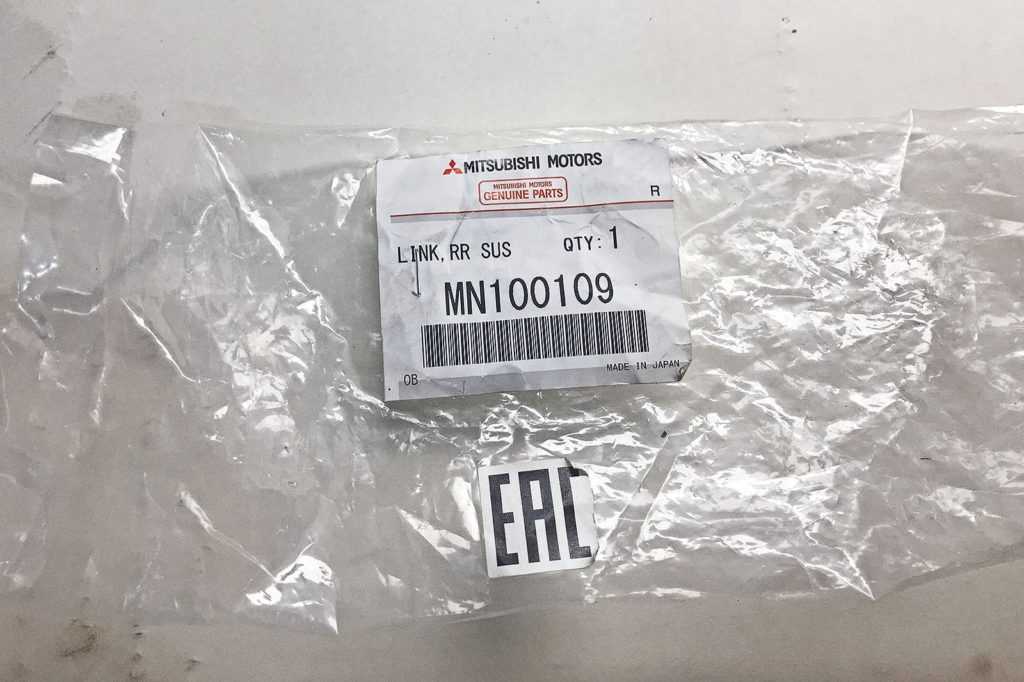 MITSUBISHI MOTORS
MITSUBISHI MOTORS
GENUINE PARTS
R
LINK,RR SUS QTY:1
MN100109
OB MADE IN JAPAN
EAC